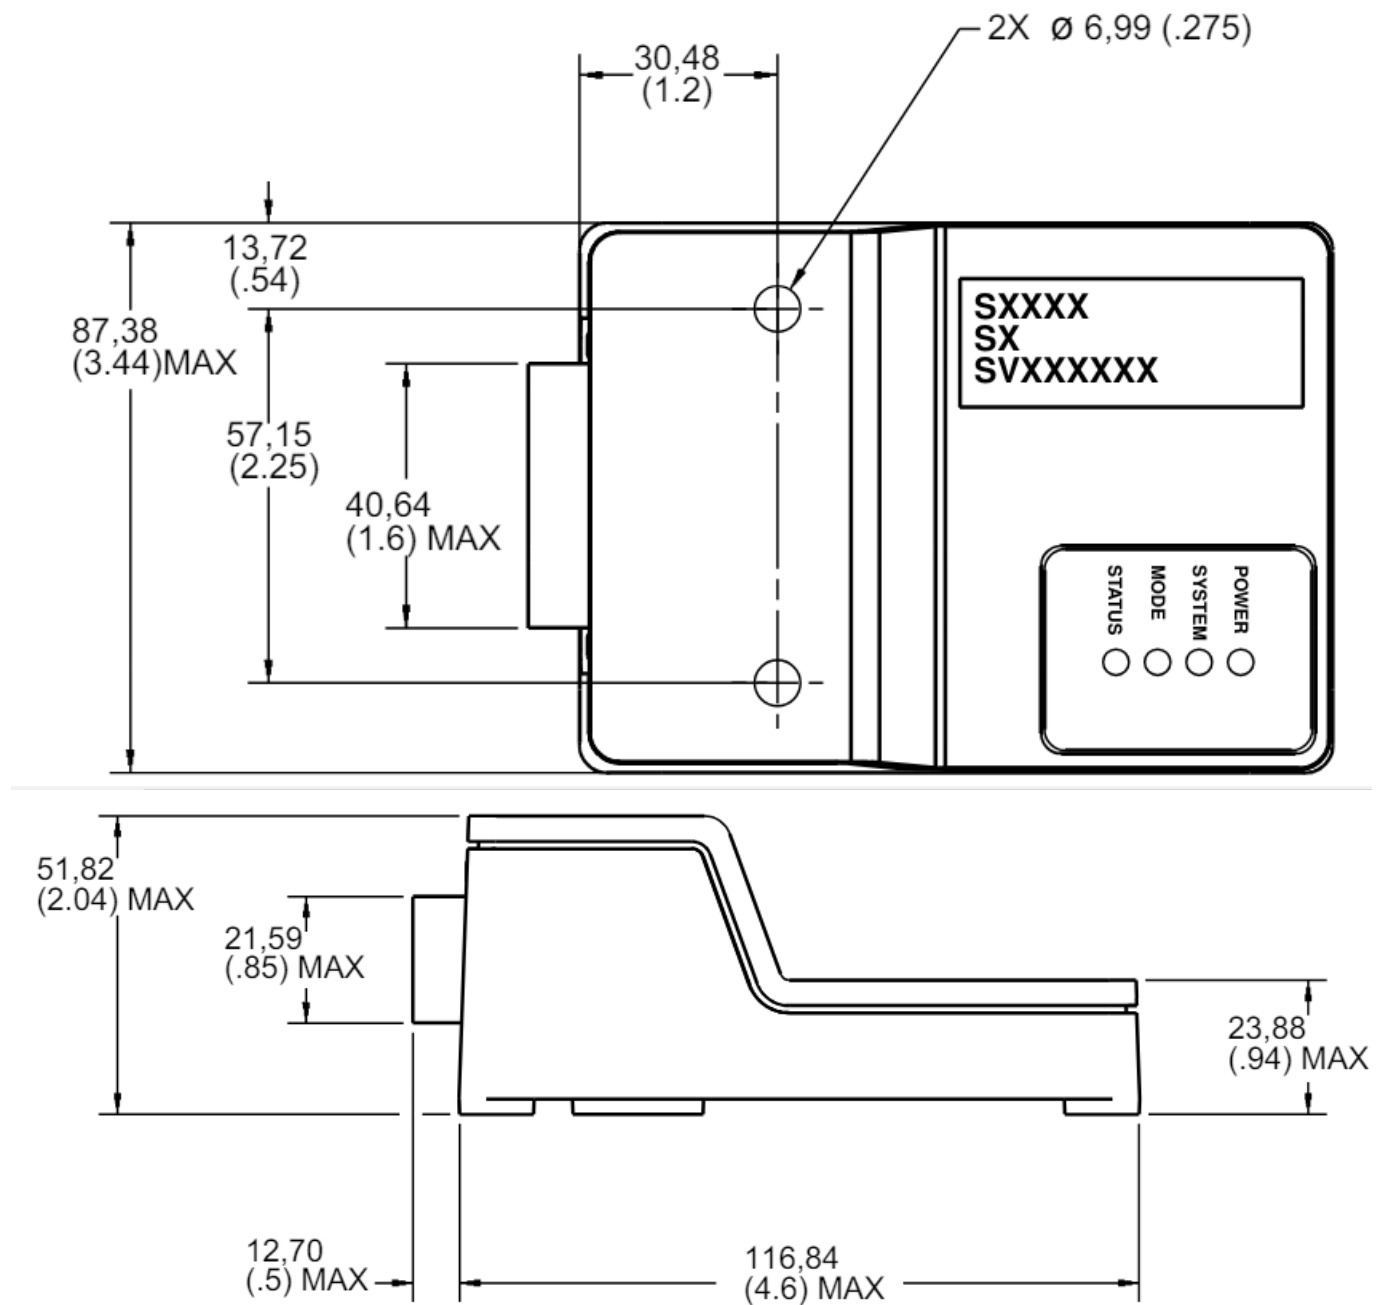 2X ø 6,99 (.275)
30,48
(1.2)
13,72
(.54)
87,38
(3.44)MAX
57,15
(2.25)
40,64
(1.6) MAX
SXXXX
SX
SVXXXXXX
STATUS
MODE
SYSTEM
POWER
51,82
(2.04) MAX
21,59
(.85) MAX
23,88
(.94) MAX
12,70
(.5) MAX
116,84
(4.6) MAX